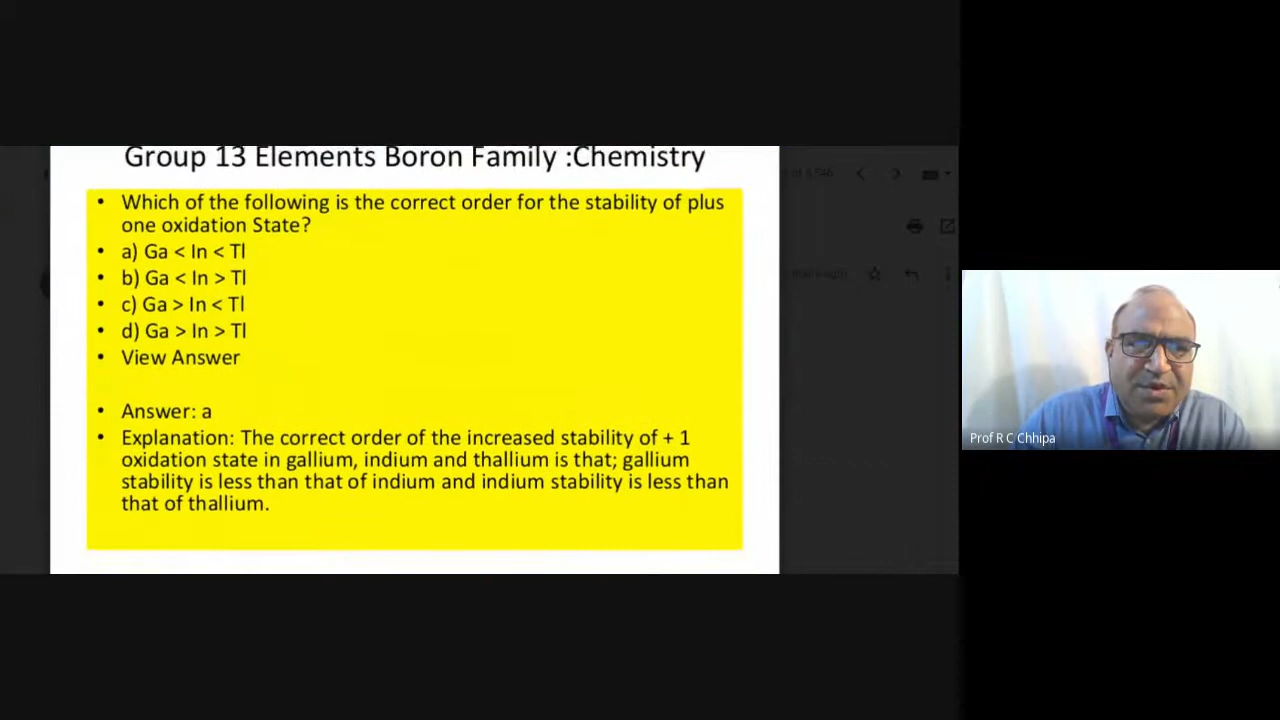 Group 13 Elements Boron Family :Chemistry
• Which of the following is the correct order for the stability of plus
one oxidation State?
• a) Ga < In < Tl
• b) Ga < In > Tl
• c) Ga > In < Tl
• d) Ga > In > Tl
• View Answer
• Answer: a
• Explanation: The correct order of the increased stability of + 1
oxidation state in gallium, indium and thallium is that; gallium
stability is less than that of indium and indium stability is less than
that of thallium.
Prof R C Chhipa